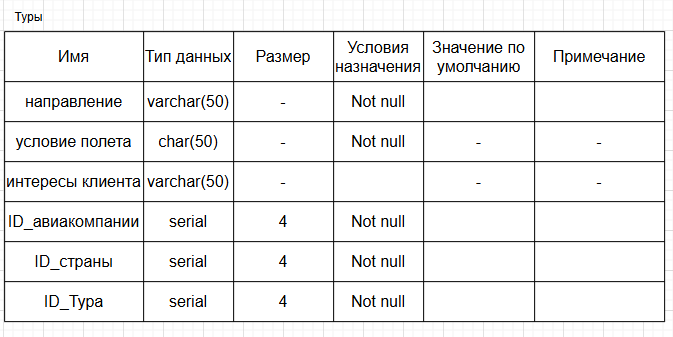 Туры
Имя Тип данных Размер Условия назначения Значение по умолчанию Примечание
направление varchar(50) - Not null
условие полета char(50) - Not null - -
интересы клиента varchar(50) - - -
ID_авиакомпании serial 4 Not null
ID_страны serial 4 Not null
ID_Тура serial 4 Not null